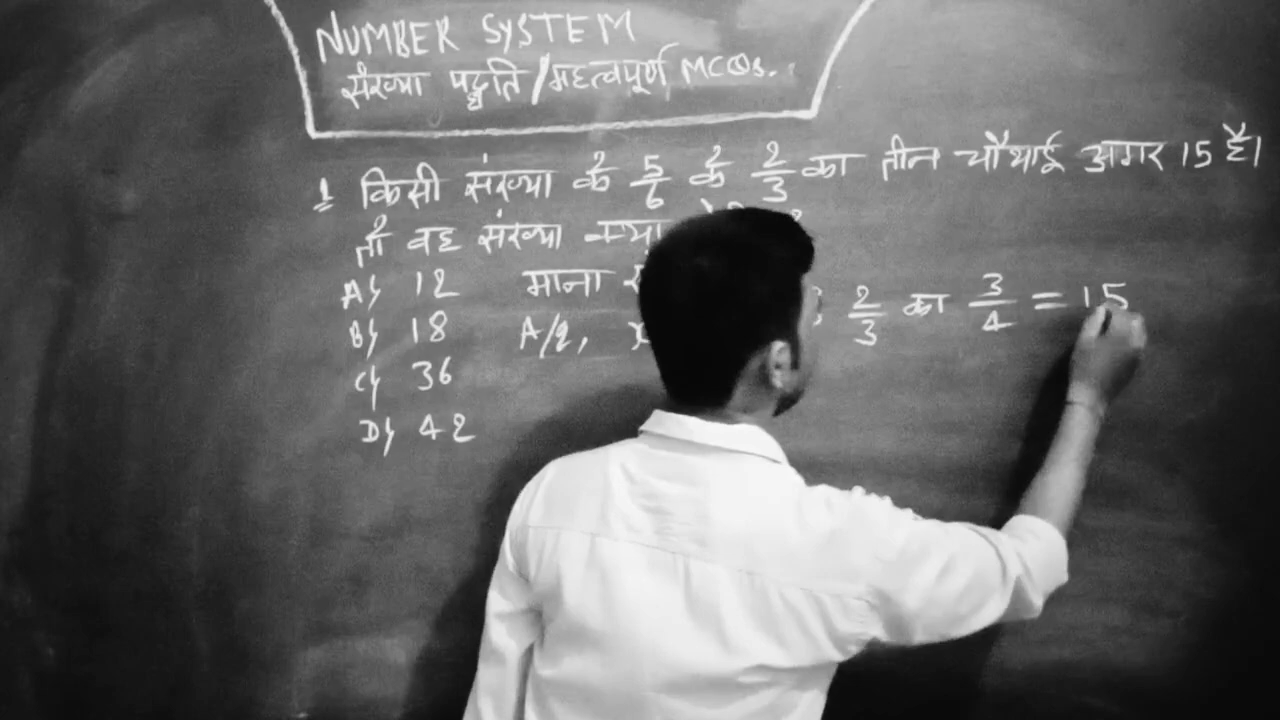 NUMBER SYSTEM
संख्या पद्धति / महत्वपूर्ण MCQs.
1 किसी संख्या के 5/6 के 2/3 का तीन चौथाई अगर 15 है।
तो वह संख्या क्या
A) 12 माना
B) 18 A/q, x 2/3 का 3/4 = 15
C) 36
D) 42